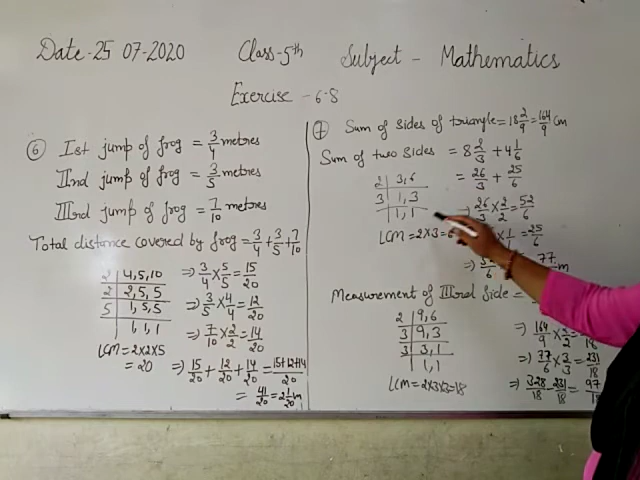 Date-25 07-2020 Class-5th Subject - Mathematics
Exercise - 6.5
⑥ Ist jump of frog = 3/4 metres
IInd jump of frog = 3/5 metres
IIIrd jump of frog = 7/10 metres
Total distance covered by frog = 3/4 + 3/5 + 7/10
2 | 4, 5, 10
2 | 2, 5, 5
5 | 1, 5, 5
1, 1, 1
LCM = 2×2×5
= 20
⇒ 3/4 × 5/5 = 15/20
⇒ 3/5 × 4/4 = 12/20
⇒ 7/10 × 2/2 = 14/20
⇒ 15/20 + 12/20 + 14/20 = 15+12+14/20
= 41/20 = 2 1/20 m
⑦ Sum of sides of triangle = 18 2/9 = 164/9 cm
Sum of two sides = 8 2/3 + 4 1/6
= 26/3 + 25/6
2 | 3, 6
3 | 1, 3
1, 1
LCM = 2×3 = 6
⇒ 26/3 × 2/2 = 52/6
× 1/1 = 25/6
⇒ 52/6 77/ m
Measurement of IIIrd side =
2 | 9, 6
3 | 9, 3
3 | 3, 1
1, 1
LCM = 2×3×3 = 18
⇒ 164/9 × 2/2 = /18
⇒ 77/6 × 3/3 = 231/18
⇒ 328/18 - 231/18 = 97/18